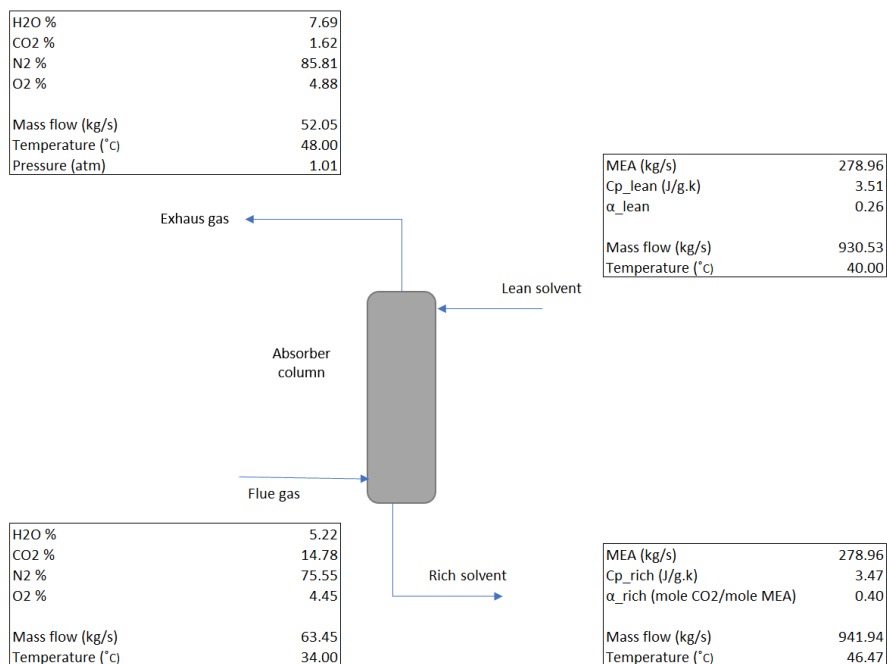 H2O % 7.69
CO2 % 1.62
N2 % 85.81
O2 % 4.88
Mass flow (kg/s) 52.05
Temperature (˚C) 48.00
Pressure (atm) 1.01
MEA (kg/s) 278.96
Cp_lean (J/g.k) 3.51
α_lean 0.26
Mass flow (kg/s) 930.53
Temperature (˚C) 40.00
Exhaus gas
Lean solvent
Absorber
column
Flue gas
Rich solvent
H2O % 5.22
CO2 % 14.78
N2 % 75.55
O2 % 4.45
Mass flow (kg/s) 63.45
Temperature (˚C) 34.00
MEA (kg/s) 278.96
Cp_rich (J/g.k) 3.47
α_rich (mole CO2/mole MEA) 0.40
Mass flow (kg/s) 941.94
Temperature (˚C) 46.47